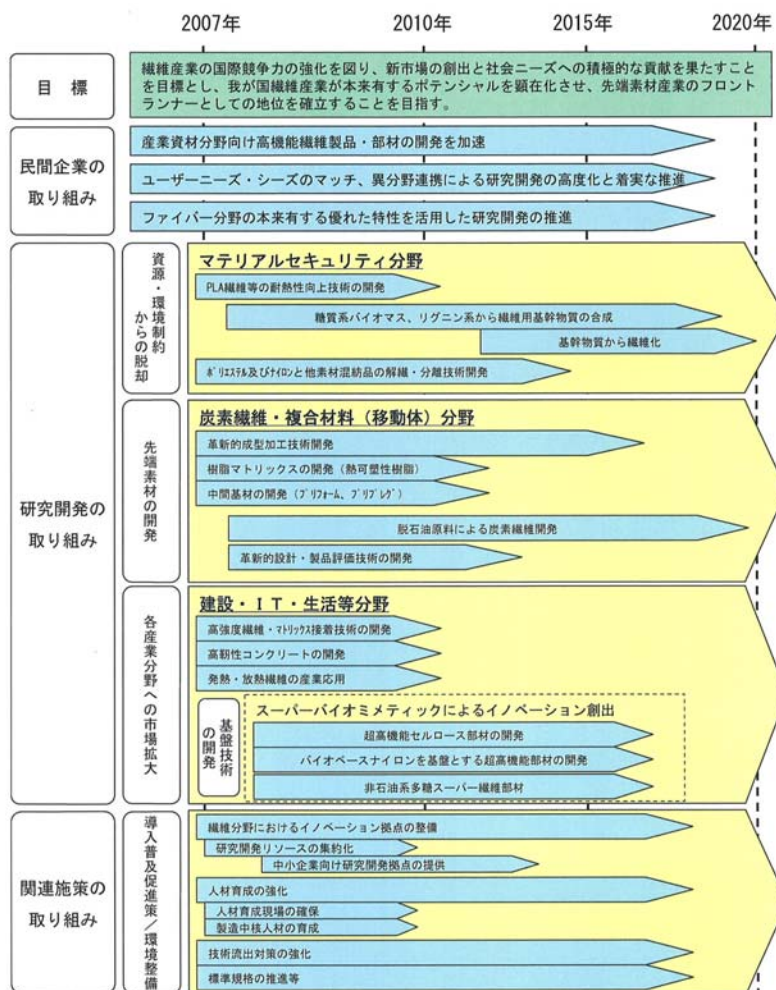 2007年 2010年 2015年 2020年
目 標
繊維産業の国際競争力の強化を図り、新市場の創出と社会ニーズへの積極的な貢献を果たすこと
を目標とし、我が国繊維産業が本来有するポテンシャルを顕在化させ、先端素材産業のフロント
ランナーとしての地位を確立することを目指す。
民間企業の
取り組み
産業資材分野向け高機能繊維製品・部材の開発を加速
ユーザーニーズ・シーズのマッチ、異分野連携による研究開発の高度化と着実な推進
ファイバー分野の本来有する優れた特性を活用した研究開発の推進
研究開発の
取り組み
資源・環境制約
からの脱却
マテリアルセキュリティ分野
PLA繊維等の耐熱性向上技術の開発
糖質系バイオマス、リグニン系から繊維用基幹物質の合成
基幹物質から繊維化
ポリエステル及びナイロンと他素材混紡品の解繊・分離技術開発
先端素材の開発
炭素繊維・複合材料（移動体）分野
革新的成型加工技術開発
樹脂マトリックスの開発（熱可塑性樹脂）
中間基材の開発（プリフォーム、プリプレグ）
脱石油原料による炭素繊維開発
革新的設計・製品評価技術の開発
各産業分野への市場拡大
建設・ＩＴ・生活等分野
高強度繊維・マトリックス接着技術の開発
高靭性コンクリートの開発
発熱・放熱繊維の産業応用
基盤技術
の開発
スーパーバイオミメティックによるイノベーション創出
超高機能セルロース部材の開発
バイオベースナイロンを基盤とする超高機能部材の開発
非石油系多糖スーパー繊維部材
関連施策の
取り組み
導入普及促進策／環境整備
繊維分野におけるイノベーション拠点の整備
研究開発リソースの集約化
中小企業向け研究開発拠点の提供
人材育成の強化
人材育成現場の確保
製造中核人材の育成
技術流出対策の強化
標準規格の推進等